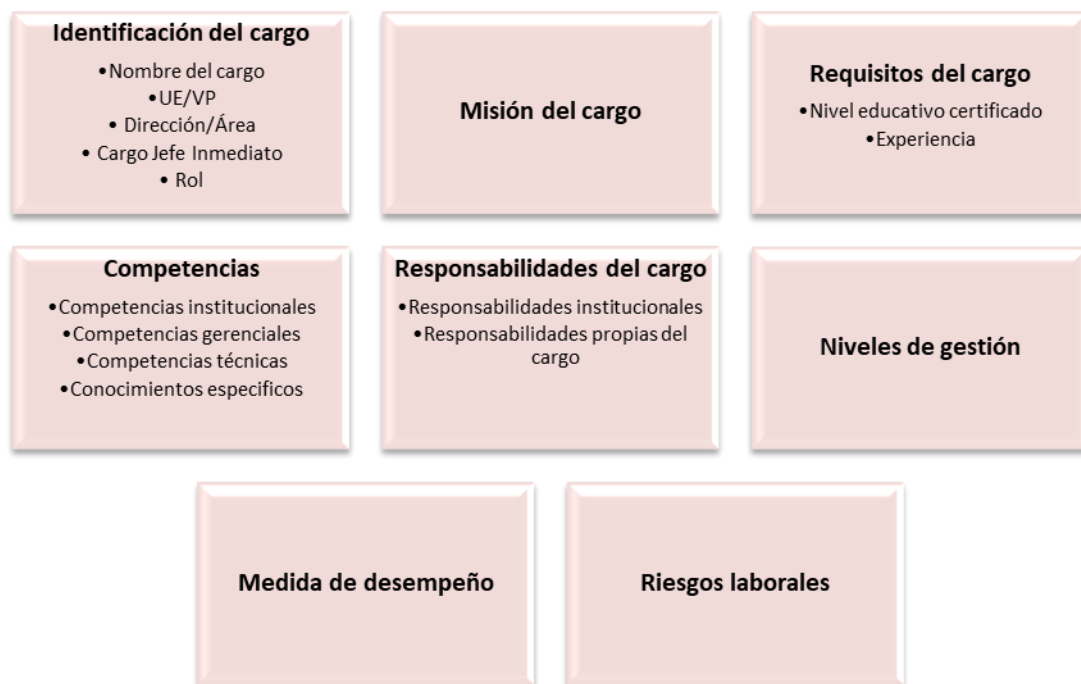 Identificación del cargo
•Nombre del cargo
•UE/VP
• Dirección/Área
• Cargo Jefe Inmediato
• Rol
Misión del cargo
Requisitos del cargo
•Nivel educativo certificado
•Experiencia
Competencias
•Competencias institucionales
•Competencias gerenciales
•Competencias técnicas
•Conocimientos especificos
Responsabilidades del cargo
•Responsabilidades institucionales
•Responsabilidades propias del
cargo
Niveles de gestión
Medida de desempeño
Riesgos laborales